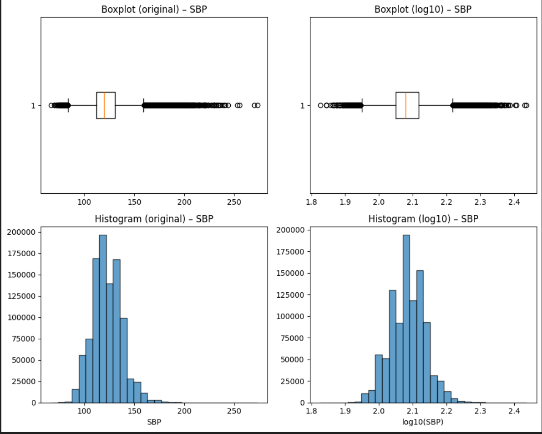 Boxplot (original) – SBP
1
100 150 200 250
Boxplot (log10) – SBP
1
1.8 1.9 2.0 2.1 2.2 2.3 2.4
Histogram (original) – SBP
200000
175000
150000
125000
100000
75000
50000
25000
0
100 150 200 250
SBP
Histogram (log10) – SBP
200000
175000
150000
125000
100000
75000
50000
25000
0
1.8 1.9 2.0 2.1 2.2 2.3 2.4
log10(SBP)